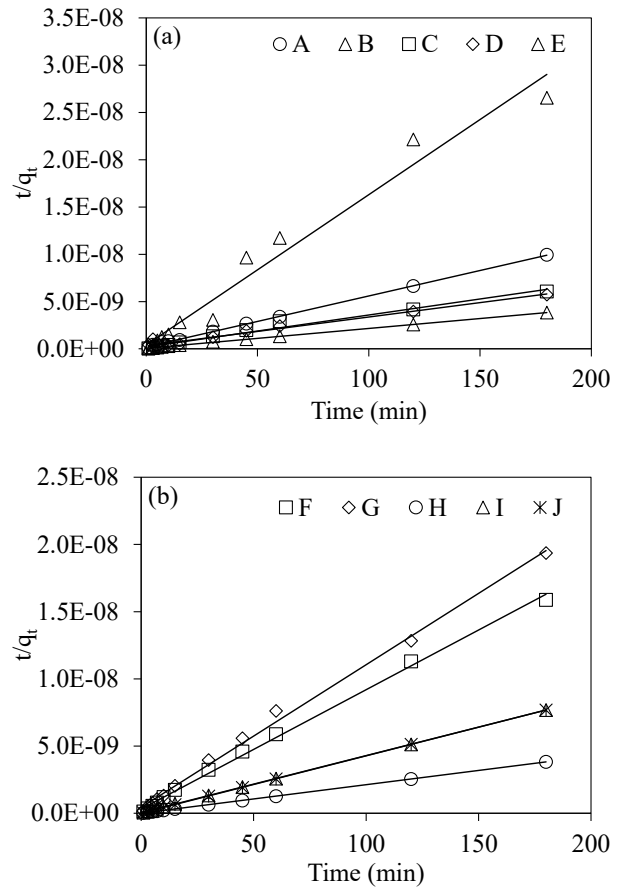 (a)
A B C D E
3.5E-08
3.0E-08
2.5E-08
2.0E-08
1.5E-08
1.0E-08
5.0E-09
0.0E+00
t/qt
0 50 100 150 200
Time (min)
(b)
F G H I J
2.5E-08
2.0E-08
1.5E-08
1.0E-08
5.0E-09
0.0E+00
t/qt
0 50 100 150 200
Time (min)